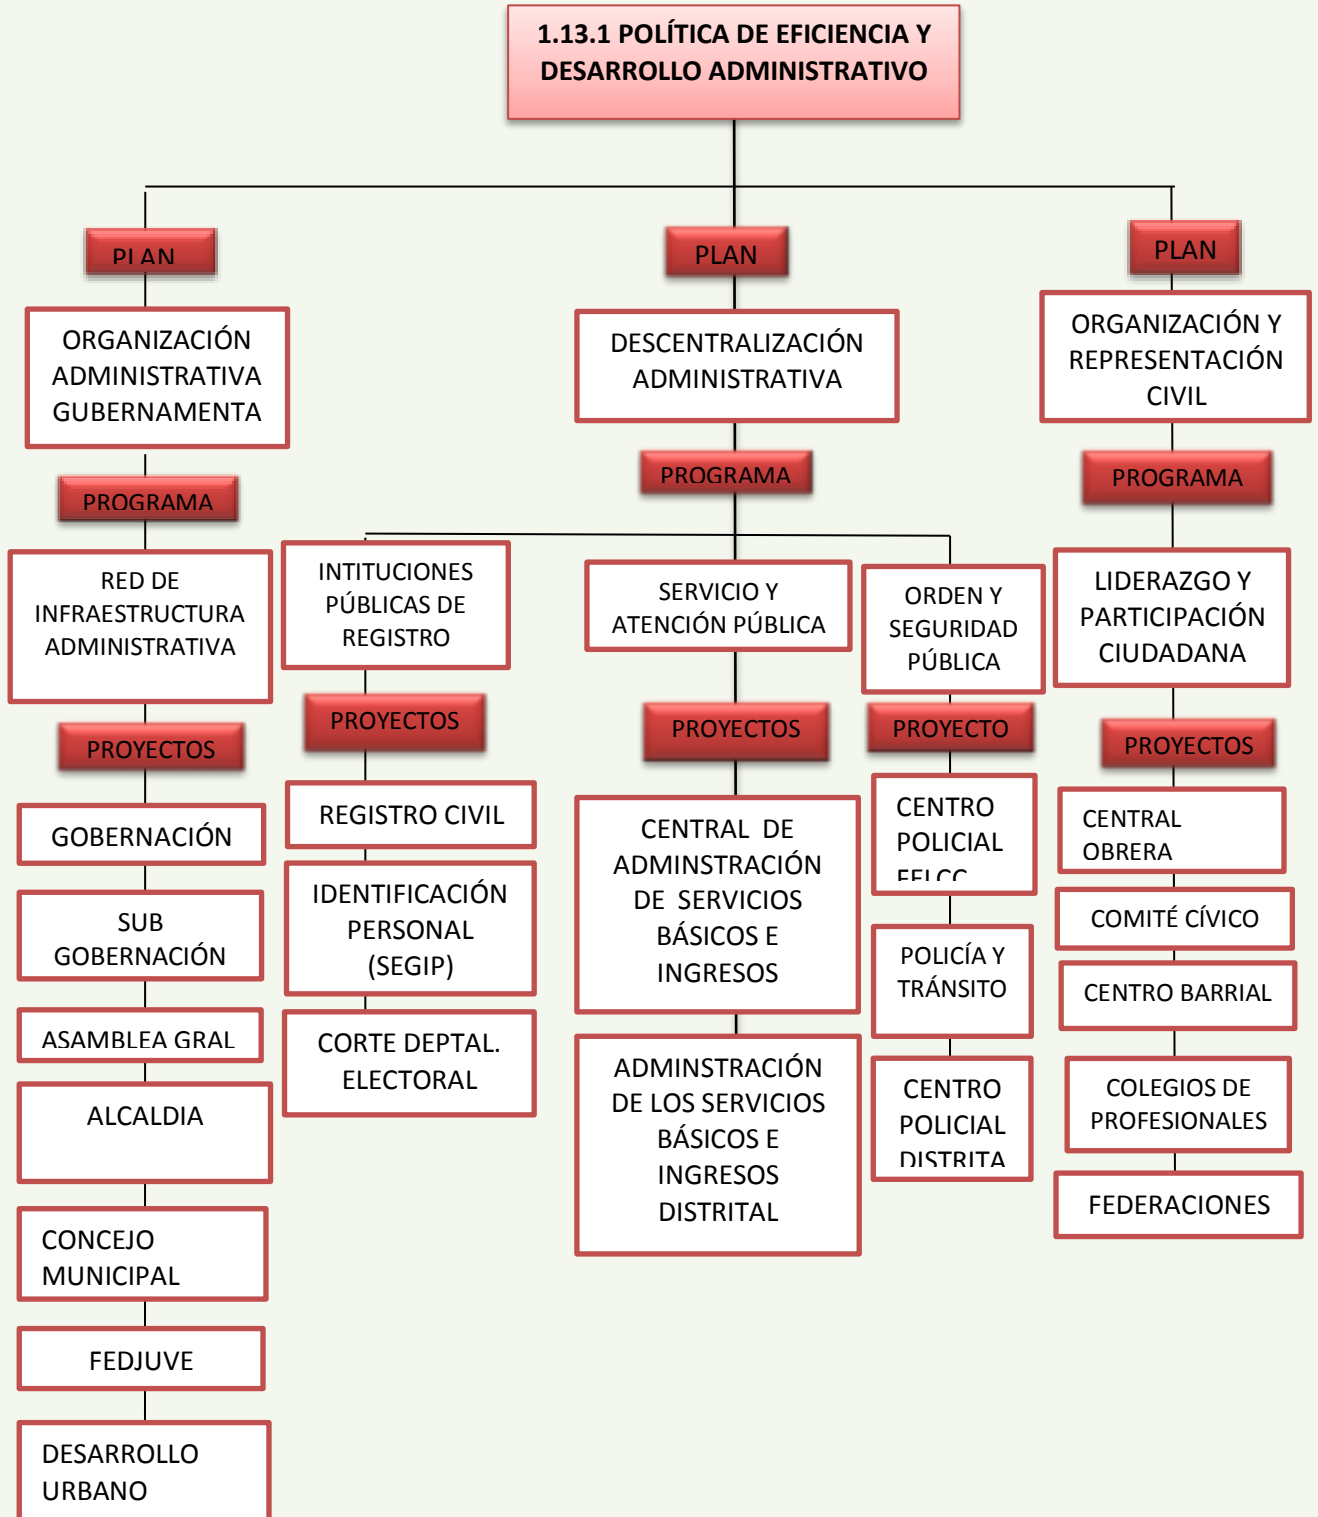 1.13.1 POLÍTICA DE EFICIENCIA Y
DESARROLLO ADMINISTRATIVO
PLAN
ORGANIZACIÓN
ADMINISTRATIVA
GUBERNAMENTA
PROGRAMA
RED DE
INFRAESTRUCTURA
ADMINISTRATIVA
PROYECTOS
GOBERNACIÓN
SUB
GOBERNACIÓN
ASAMBLEA GRAL
ALCALDIA
CONCEJO
MUNICIPAL
FEDJUVE
DESARROLLO
URBANO
PLAN
DESCENTRALIZACIÓN
ADMINISTRATIVA
PROGRAMA
INTITUCIONES
PÚBLICAS DE
REGISTRO
PROYECTOS
REGISTRO CIVIL
IDENTIFICACIÓN
PERSONAL
(SEGIP)
CORTE DEPTAL.
ELECTORAL
SERVICIO Y
ATENCIÓN PÚBLICA
PROYECTOS
CENTRAL DE
ADMINSTRACIÓN
DE SERVICIOS
BÁSICOS E
INGRESOS
ADMINSTRACIÓN
DE LOS SERVICIOS
BÁSICOS E
INGRESOS
DISTRITAL
ORDEN Y
SEGURIDAD
PÚBLICA
PROYECTO
CENTRO
POLICIAL
FELCC
POLICÍA Y
TRÁNSITO
CENTRO
POLICIAL
DISTRITA
PLAN
ORGANIZACIÓN Y
REPRESENTACIÓN
CIVIL
PROGRAMA
LIDERAZGO Y
PARTICIPACIÓN
CIUDADANA
PROYECTOS
CENTRAL
OBRERA
COMITÉ CÍVICO
CENTRO BARRIAL
COLEGIOS DE
PROFESIONALES
FEDERACIONES